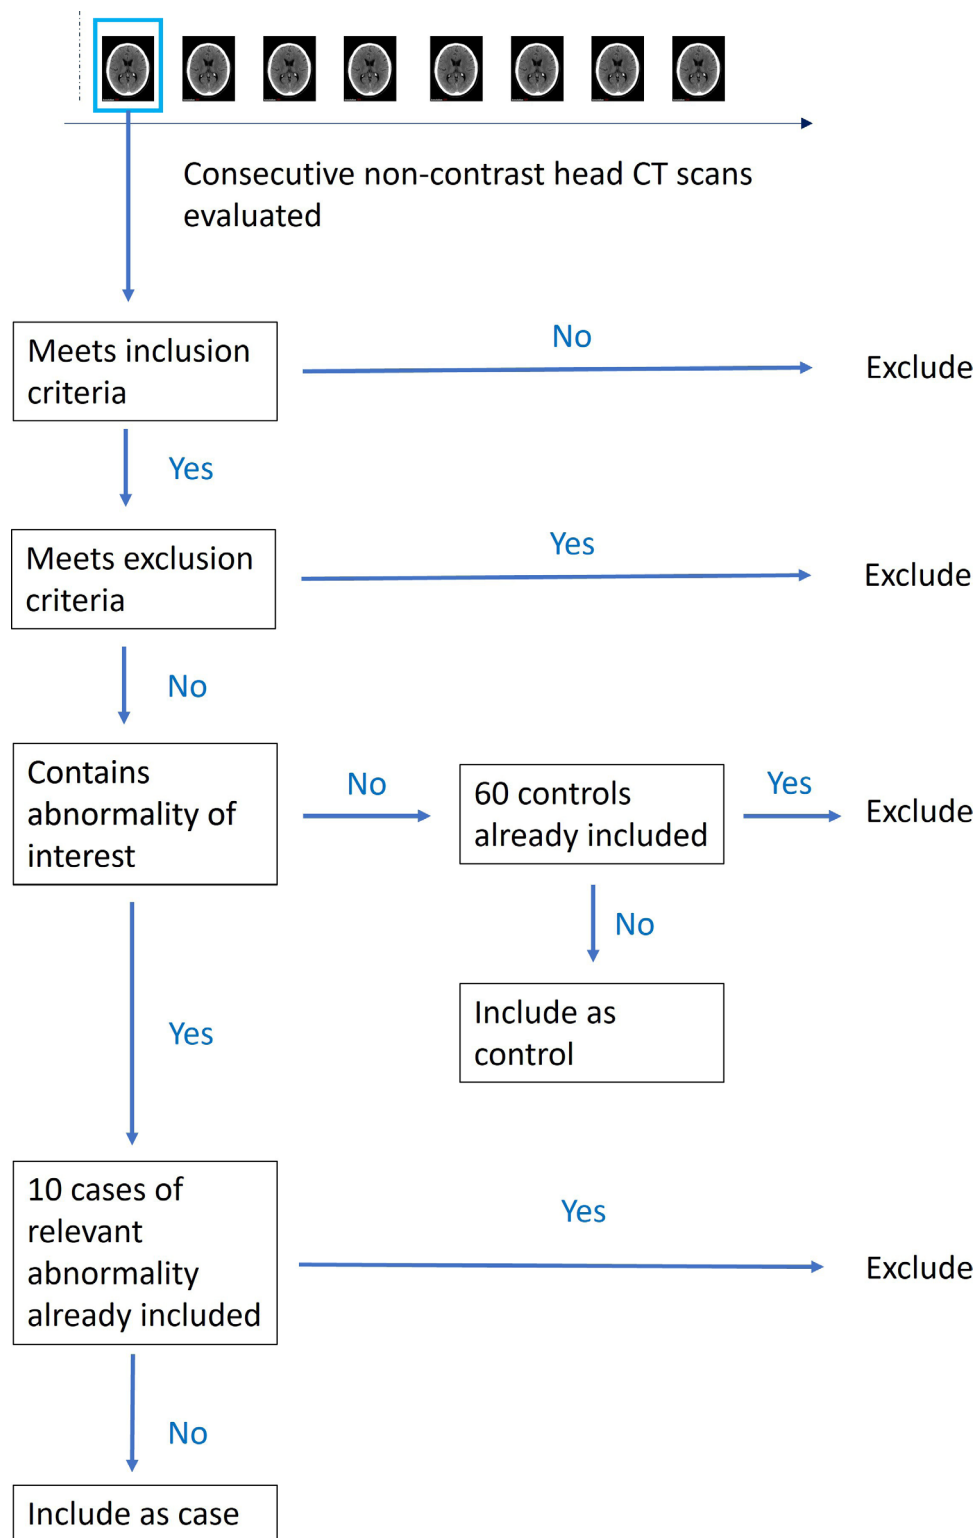 Consecutive non-contrast head CT scans
evaluated
Meets inclusion
criteria
No
Exclude
Yes
Meets exclusion
criteria
Yes
Exclude
No
Contains
abnormality of
interest
No
60 controls
already included
Yes
Exclude
No
Include as
control
Yes
10 cases of
relevant
abnormality
already included
Yes
Exclude
No
Include as case